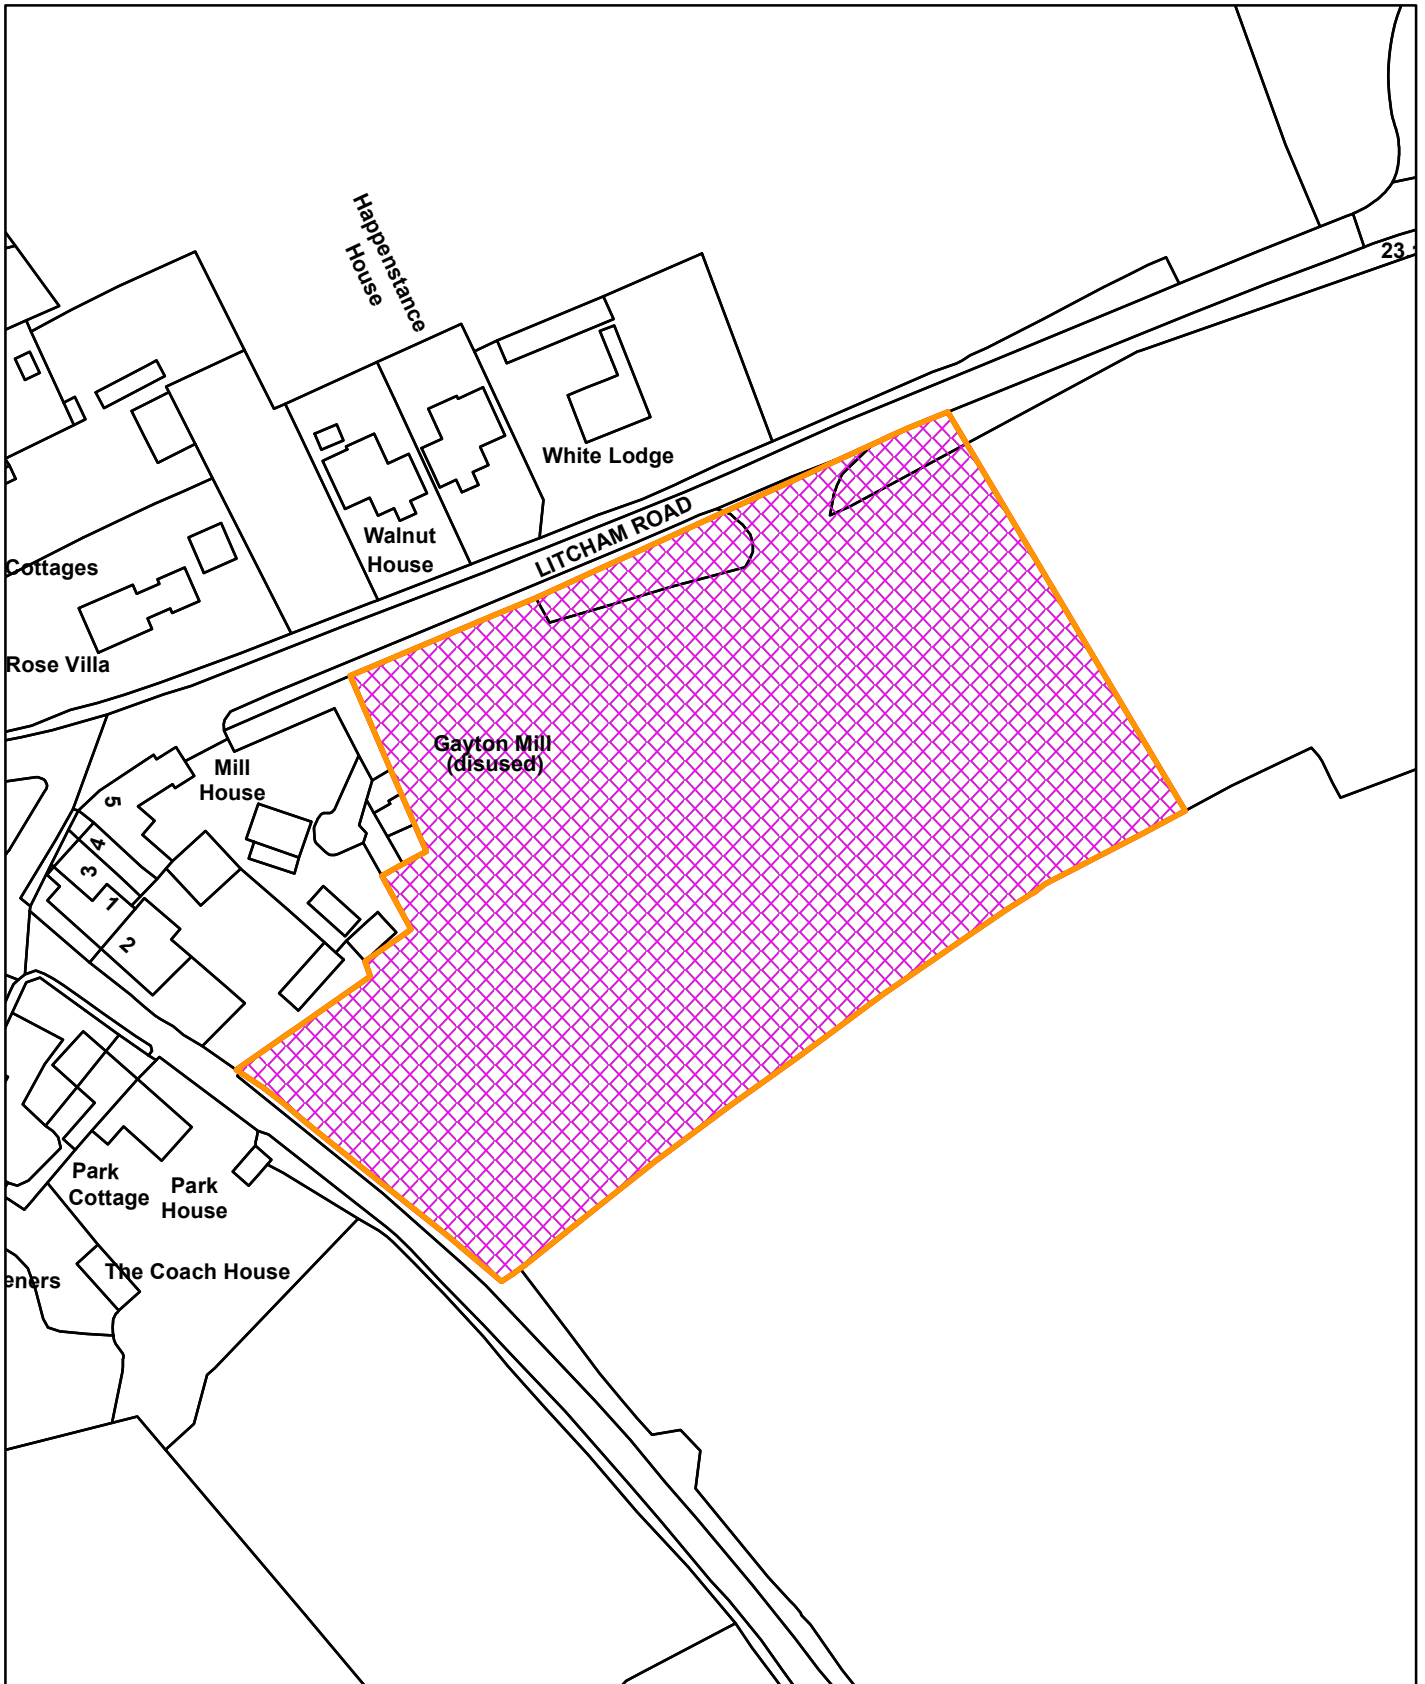 Happenstance
House
23
White Lodge
LITCHAM ROAD
Walnut
House
Cottages
Rose Villa
Gayton Mill
(disused)
Mill
House
5
4
3
1
2
Park
Cottage
Park
House
The Coach House
eners